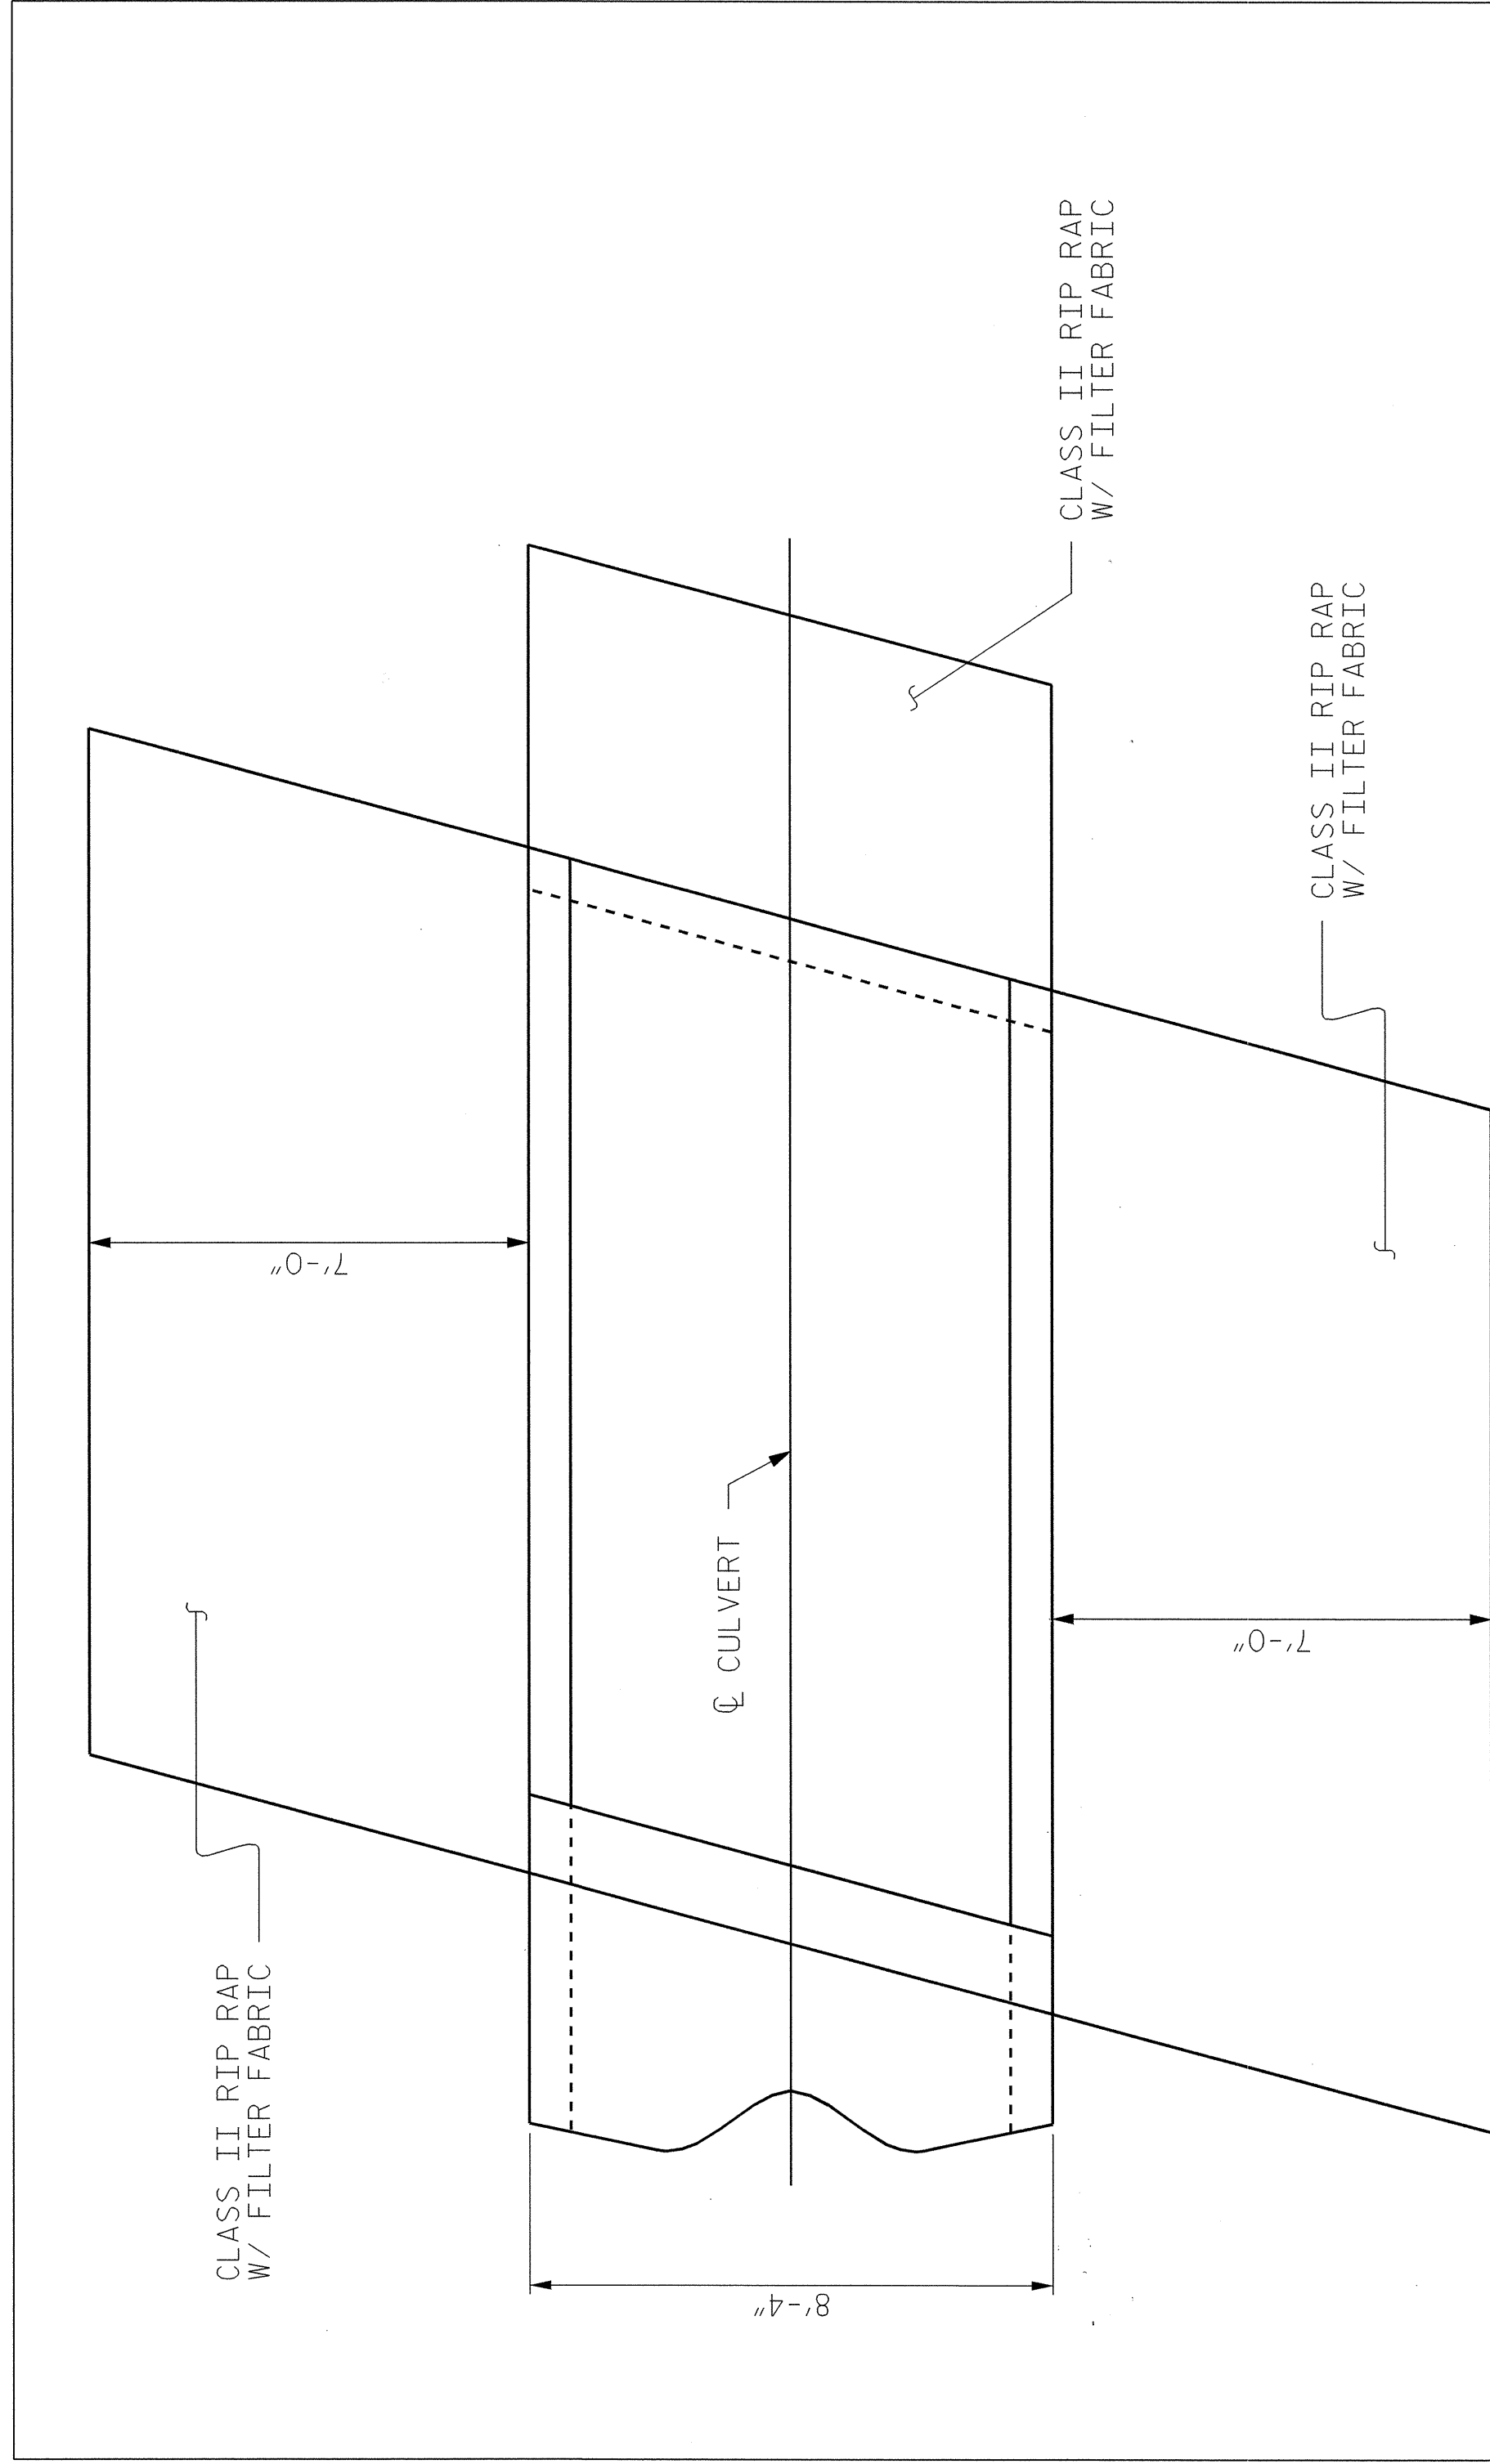 CLASS II RIP RAP
W/ FILTER FABRIC
7'-0"
8'-4"
℄ CULVERT
CLASS II RIP RAP
W/ FILTER FABRIC
7'-0"
CLASS II RIP RAP
W/ FILTER FABRIC